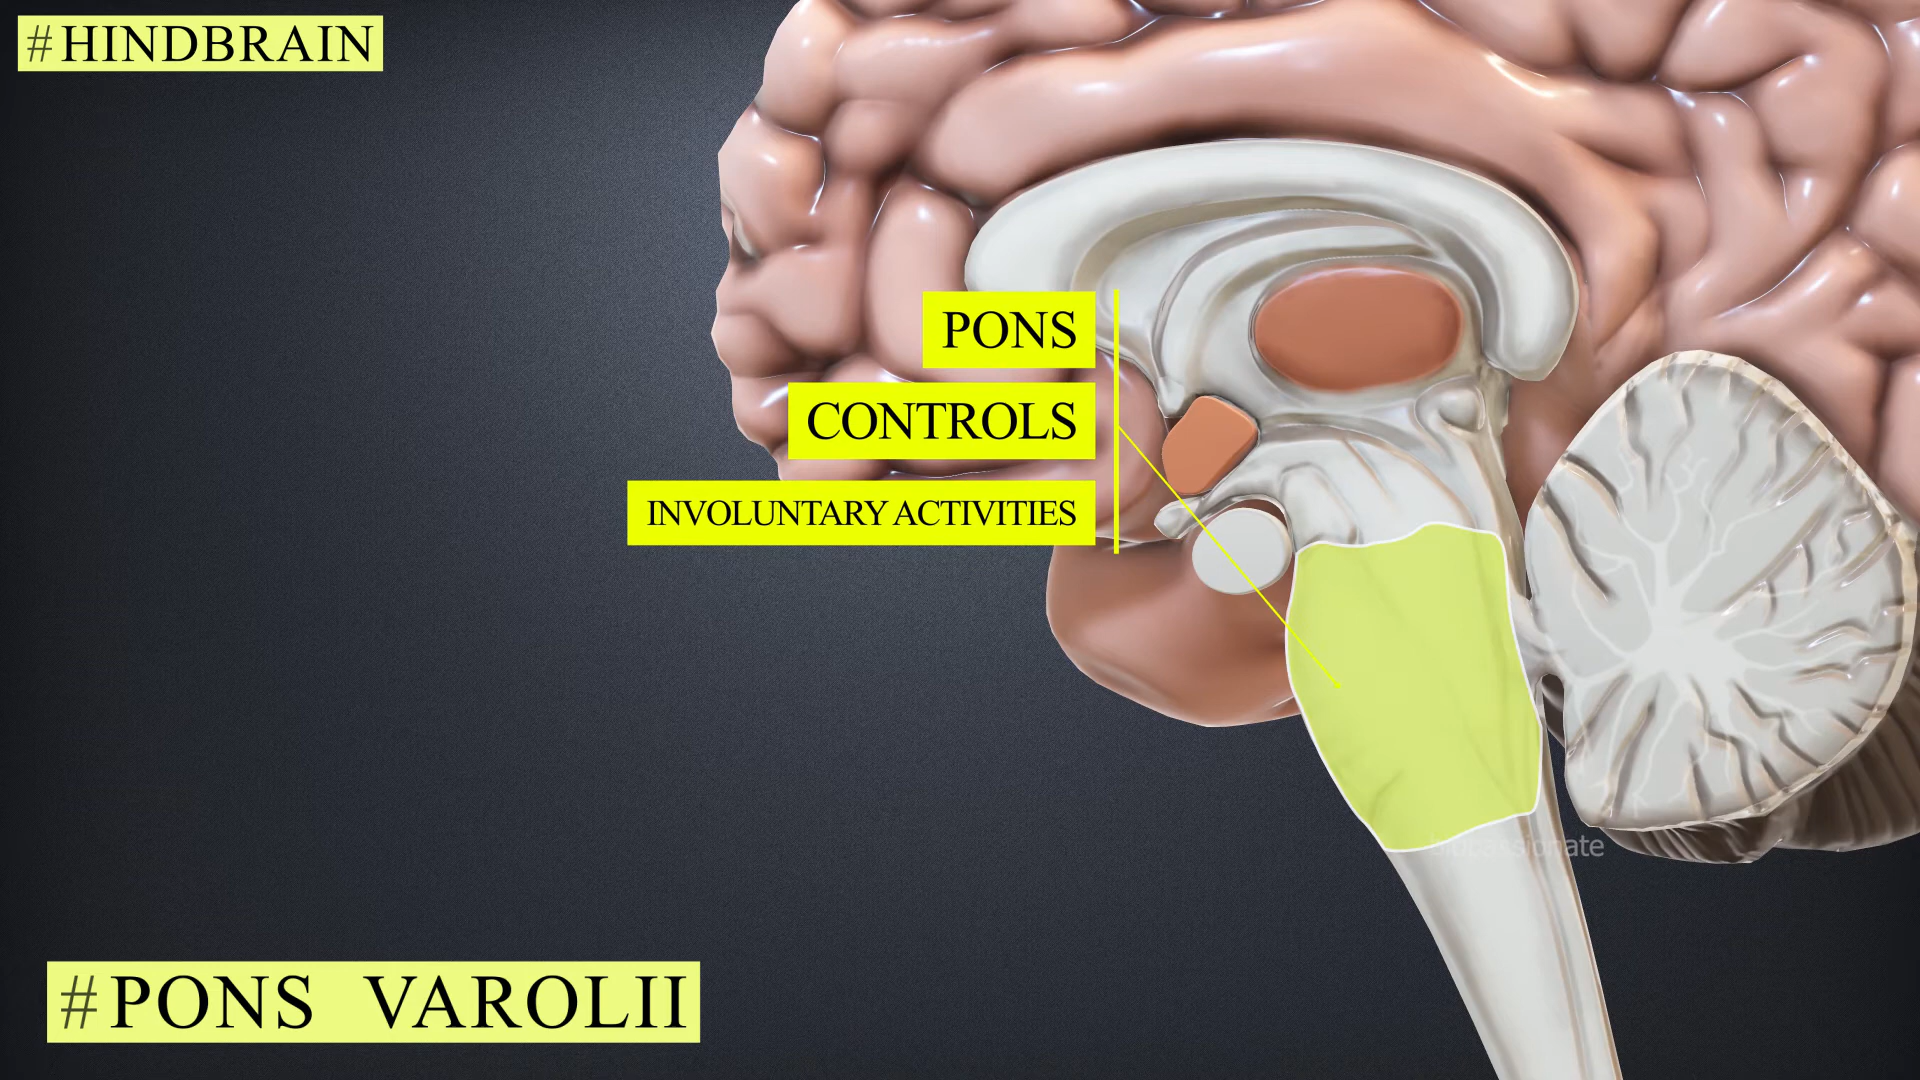 #HINDBRAIN
PONS
CONTROLS
INVOLUNTARY ACTIVITIES
#PONS VAROLII